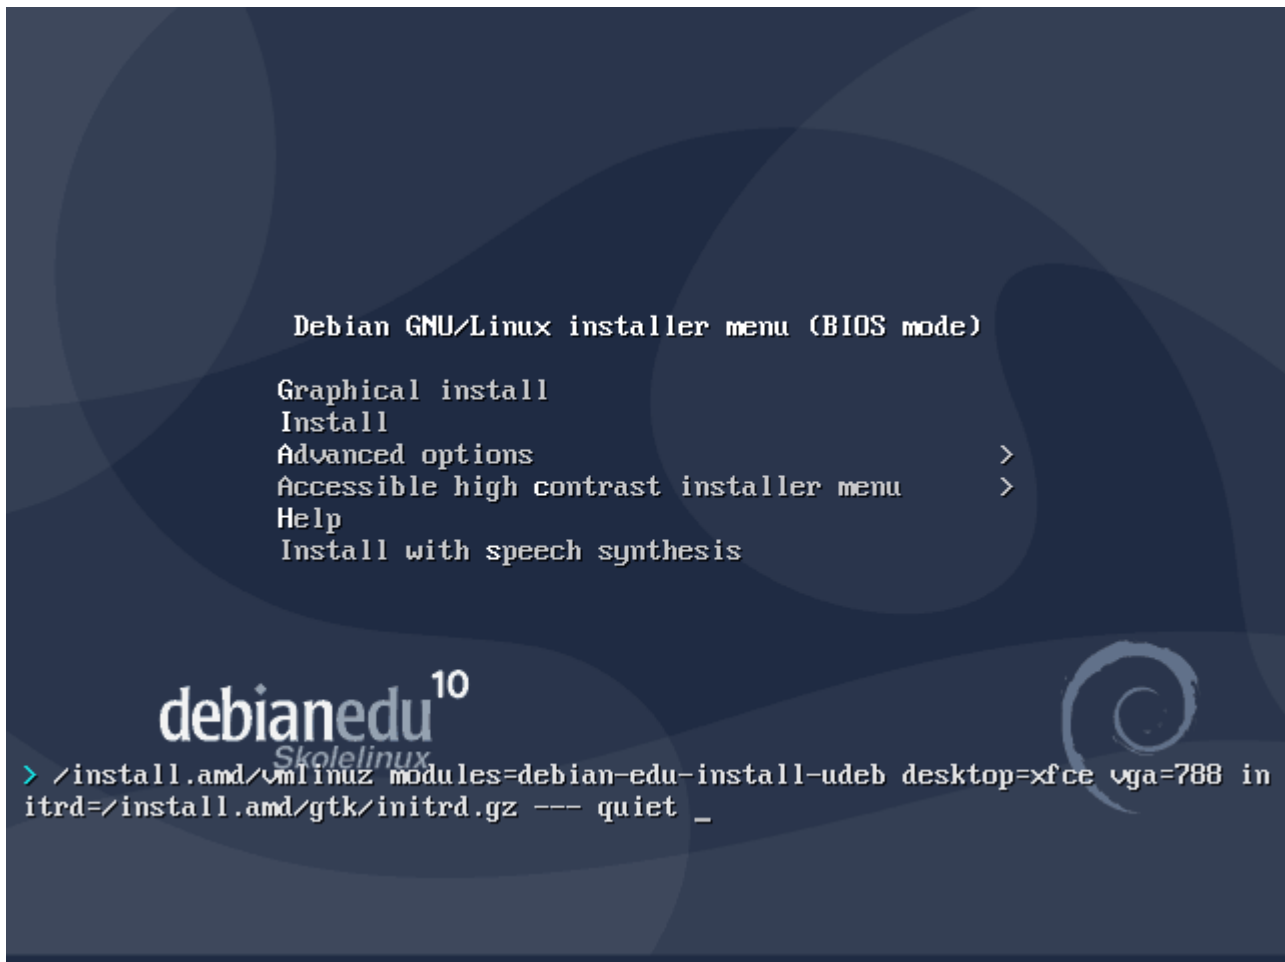 Debian GNU/Linux installer menu (BIOS mode)
Graphical install
Install
Advanced options >
Accessible high contrast installer menu >
Help
Install with speech synthesis
debianedu 10
Skolelinux
> /install.amd/vmlinuz modules=debian-edu-install-udeb desktop=xfce vga=788 in
itrd=/install.amd/gtk/initrd.gz --- quiet _